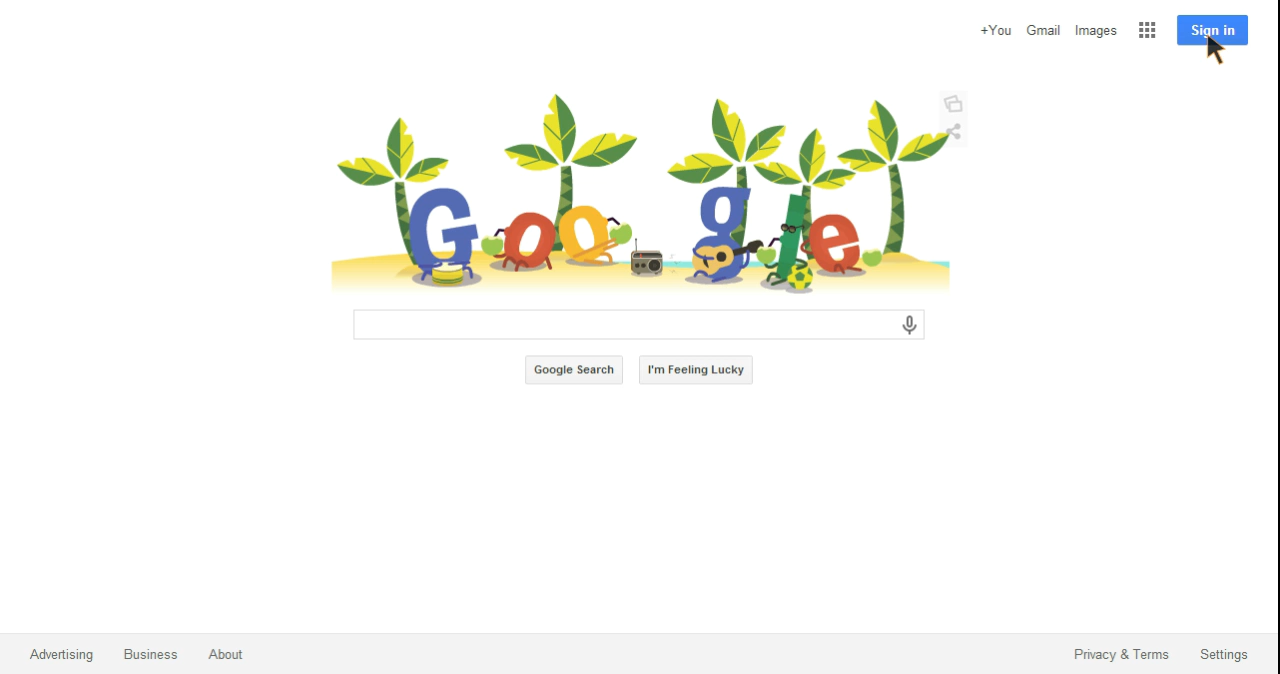 +You Gmail Images Sign in
Google
Google Search I'm Feeling Lucky
Advertising Business About Privacy & Terms Settings